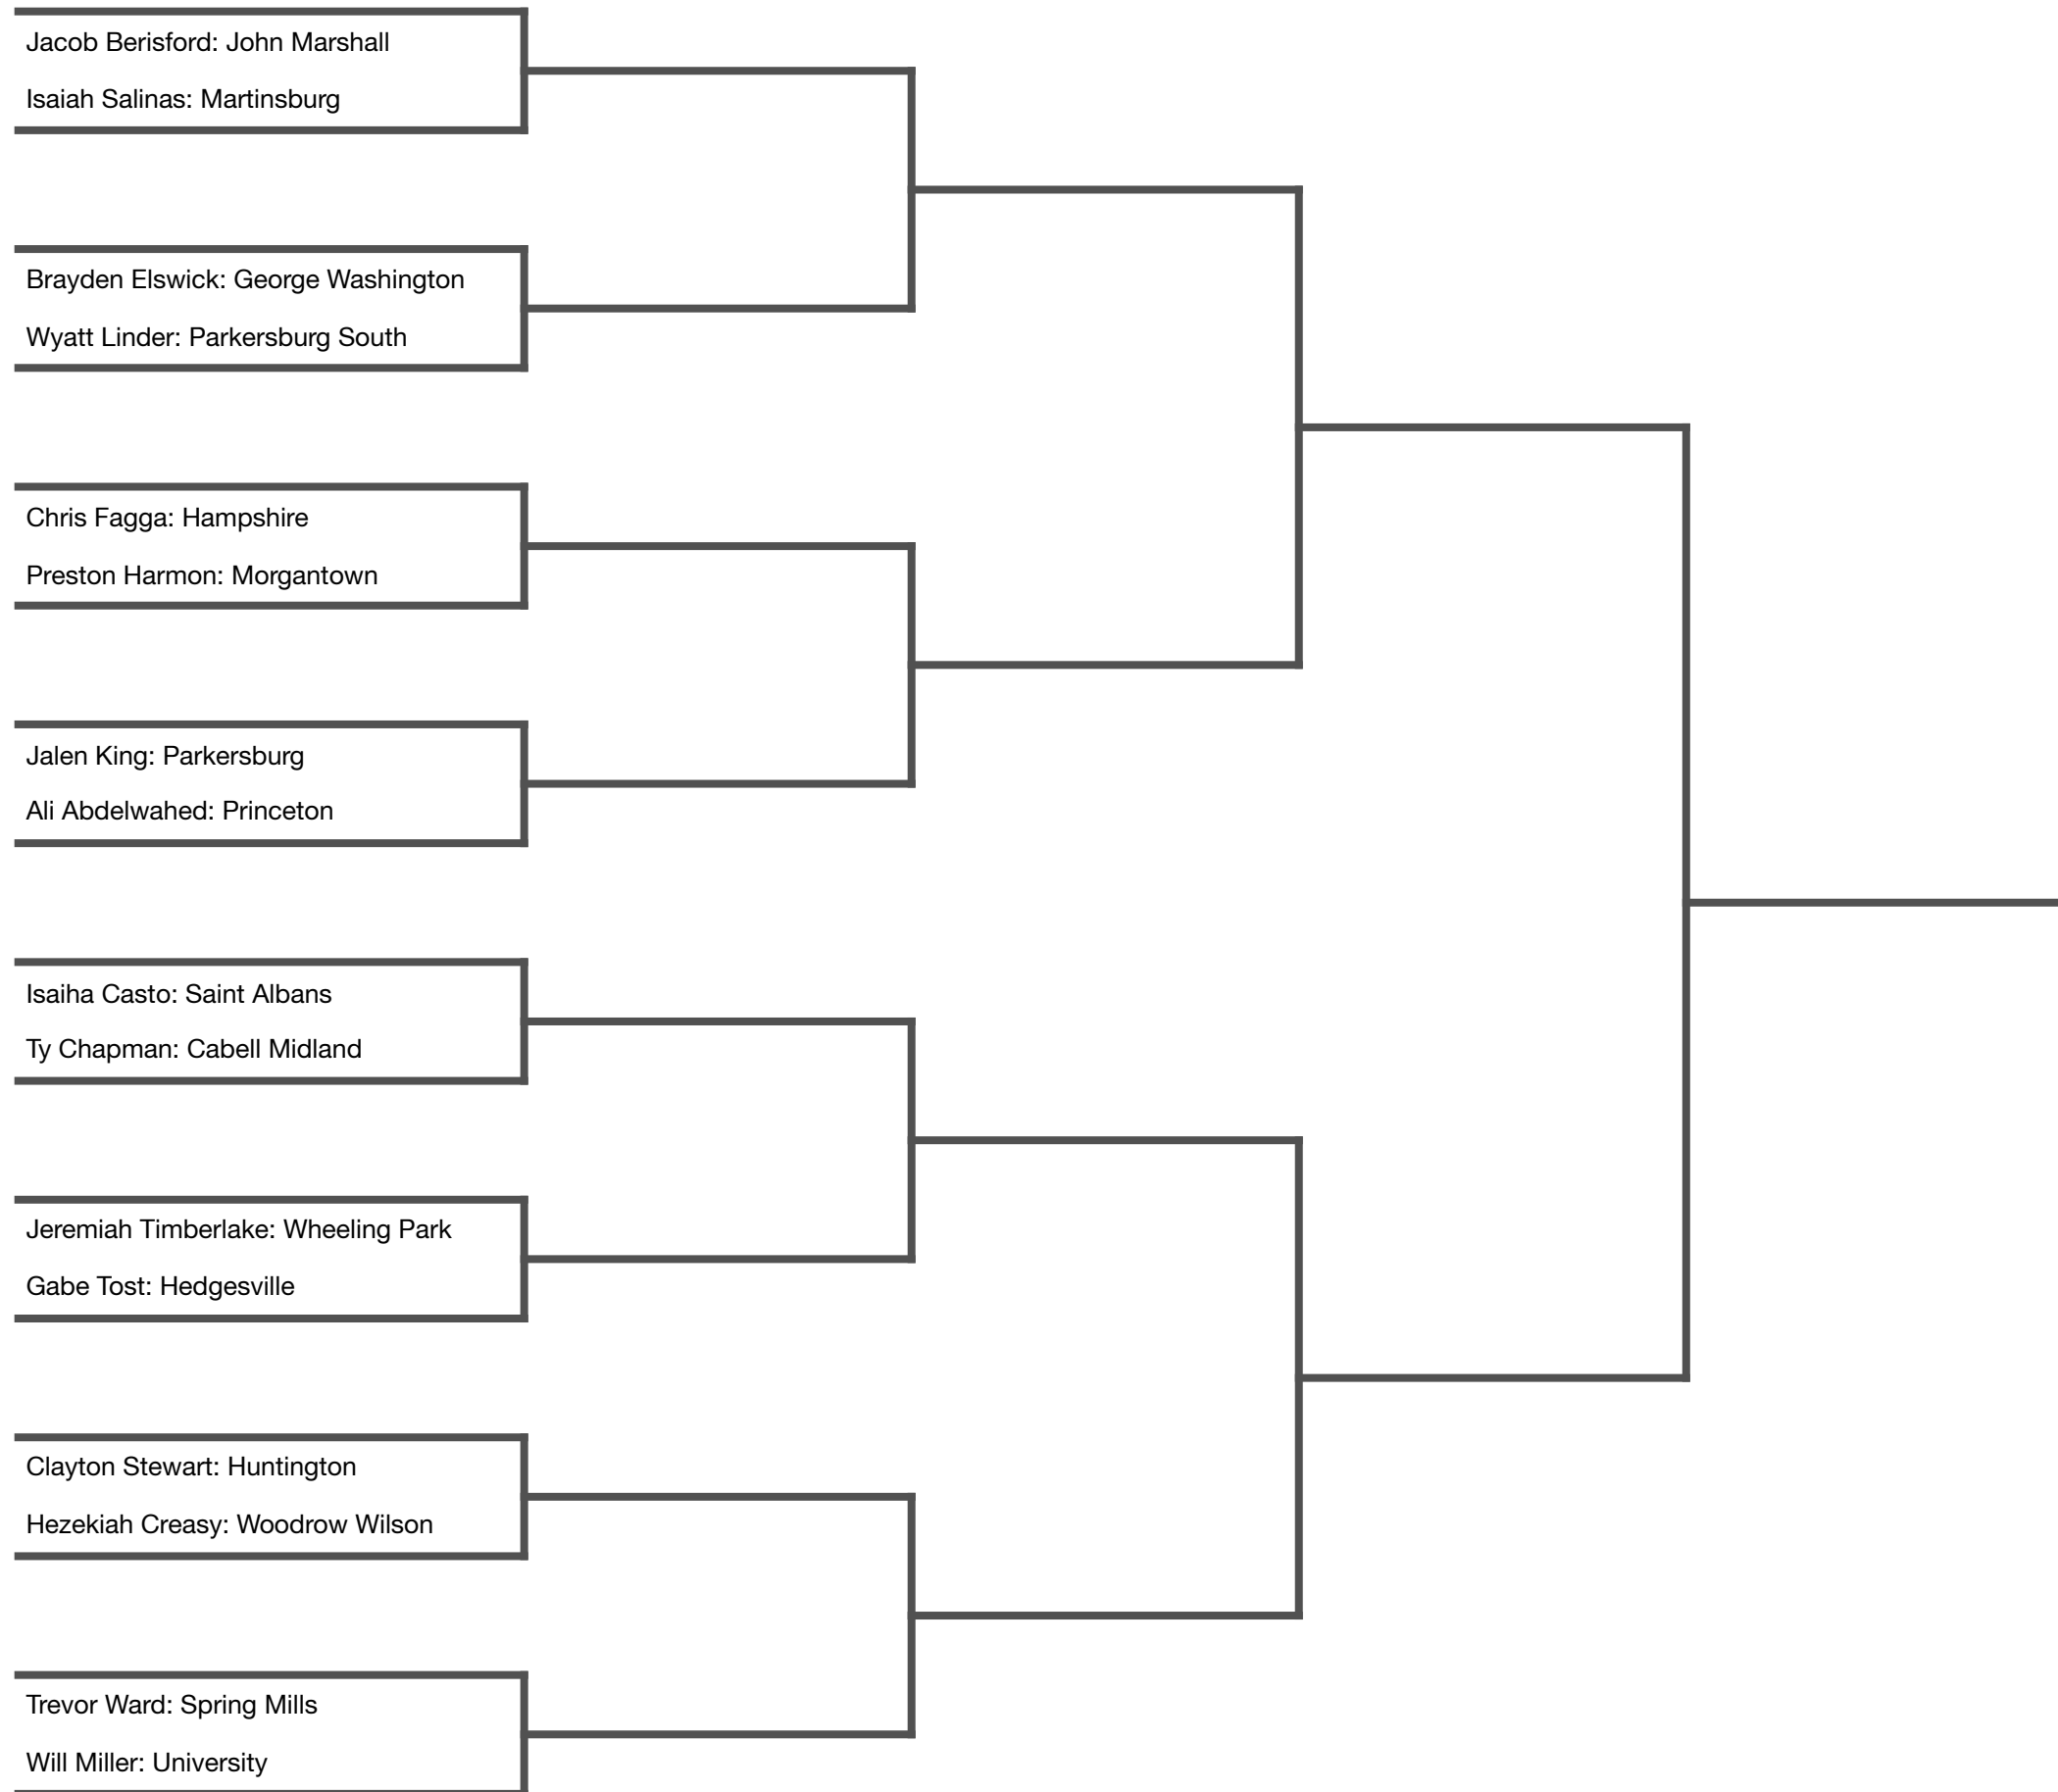 Jacob Berisford: John Marshall
Isaiah Salinas: Martinsburg
Brayden Elswick: George Washington
Wyatt Linder: Parkersburg South
Chris Fagga: Hampshire
Preston Harmon: Morgantown
Jalen King: Parkersburg
Ali Abdelwahed: Princeton
Isaiha Casto: Saint Albans
Ty Chapman: Cabell Midland
Jeremiah Timberlake: Wheeling Park
Gabe Tost: Hedgesville
Clayton Stewart: Huntington
Hezekiah Creasy: Woodrow Wilson
Trevor Ward: Spring Mills
Will Miller: University